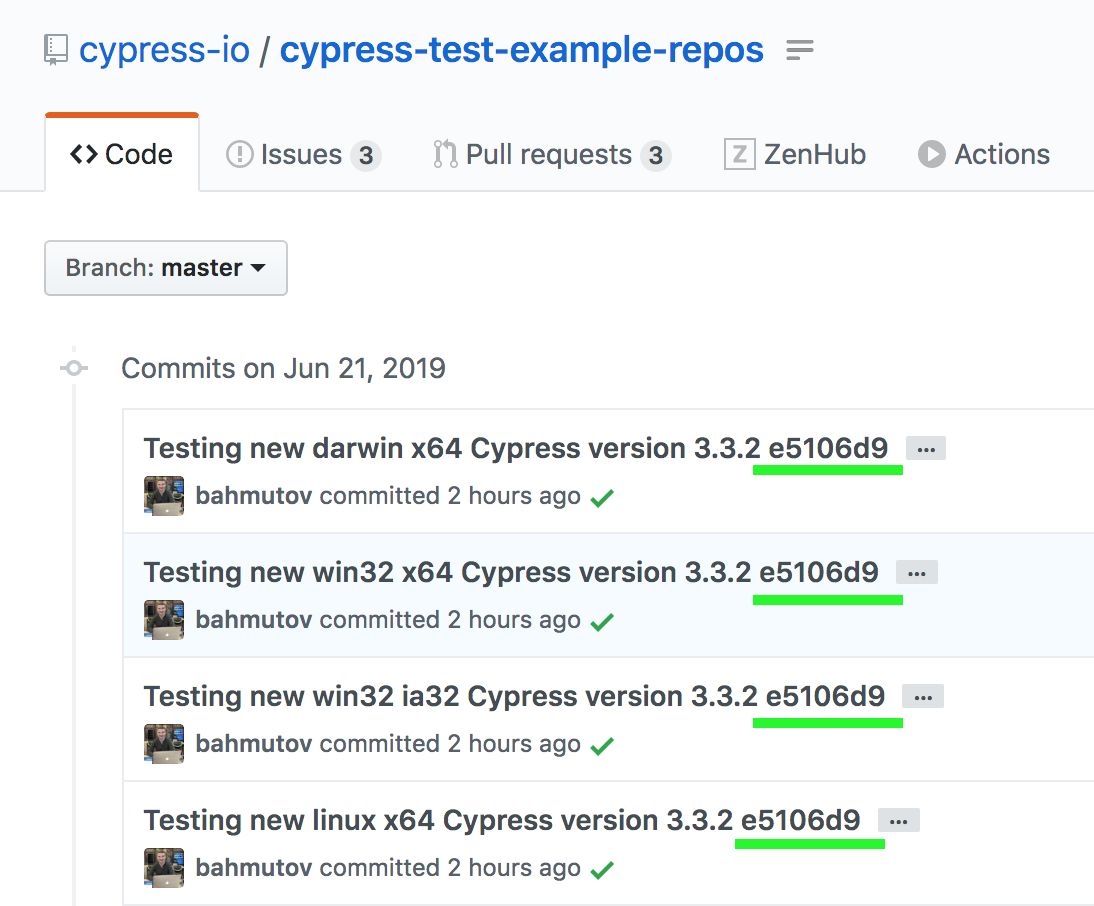 cypress-io / cypress-test-example-repos
Code Issues 3 Pull requests 3 Z ZenHub Actions
Branch: master
Commits on Jun 21, 2019
Testing new darwin x64 Cypress version 3.3.2 e5106d9 …
bahmutov committed 2 hours ago
Testing new win32 x64 Cypress version 3.3.2 e5106d9 …
bahmutov committed 2 hours ago
Testing new win32 ia32 Cypress version 3.3.2 e5106d9 …
bahmutov committed 2 hours ago
Testing new linux x64 Cypress version 3.3.2 e5106d9 …
bahmutov committed 2 hours ago